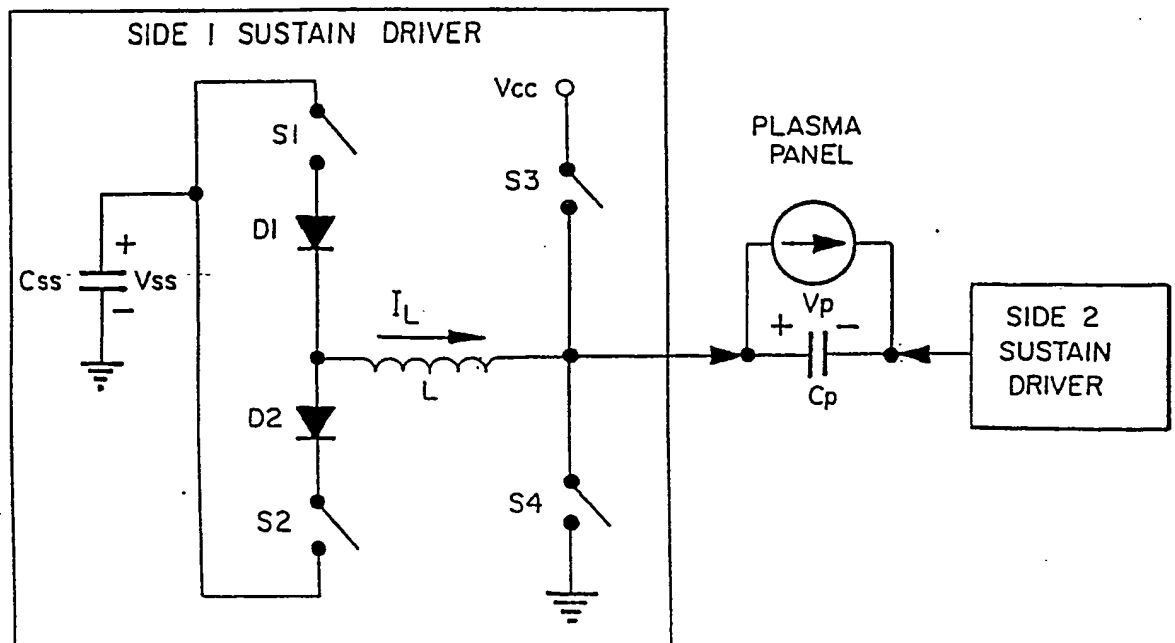 SIDE 1 SUSTAIN DRIVER
Vcc
S1
S3
PLASMA
PANEL
D1
+
Css
Vss
-
IL
L
Vp
+
-
Cp
SIDE 2
SUSTAIN
DRIVER
D2
S2
S4